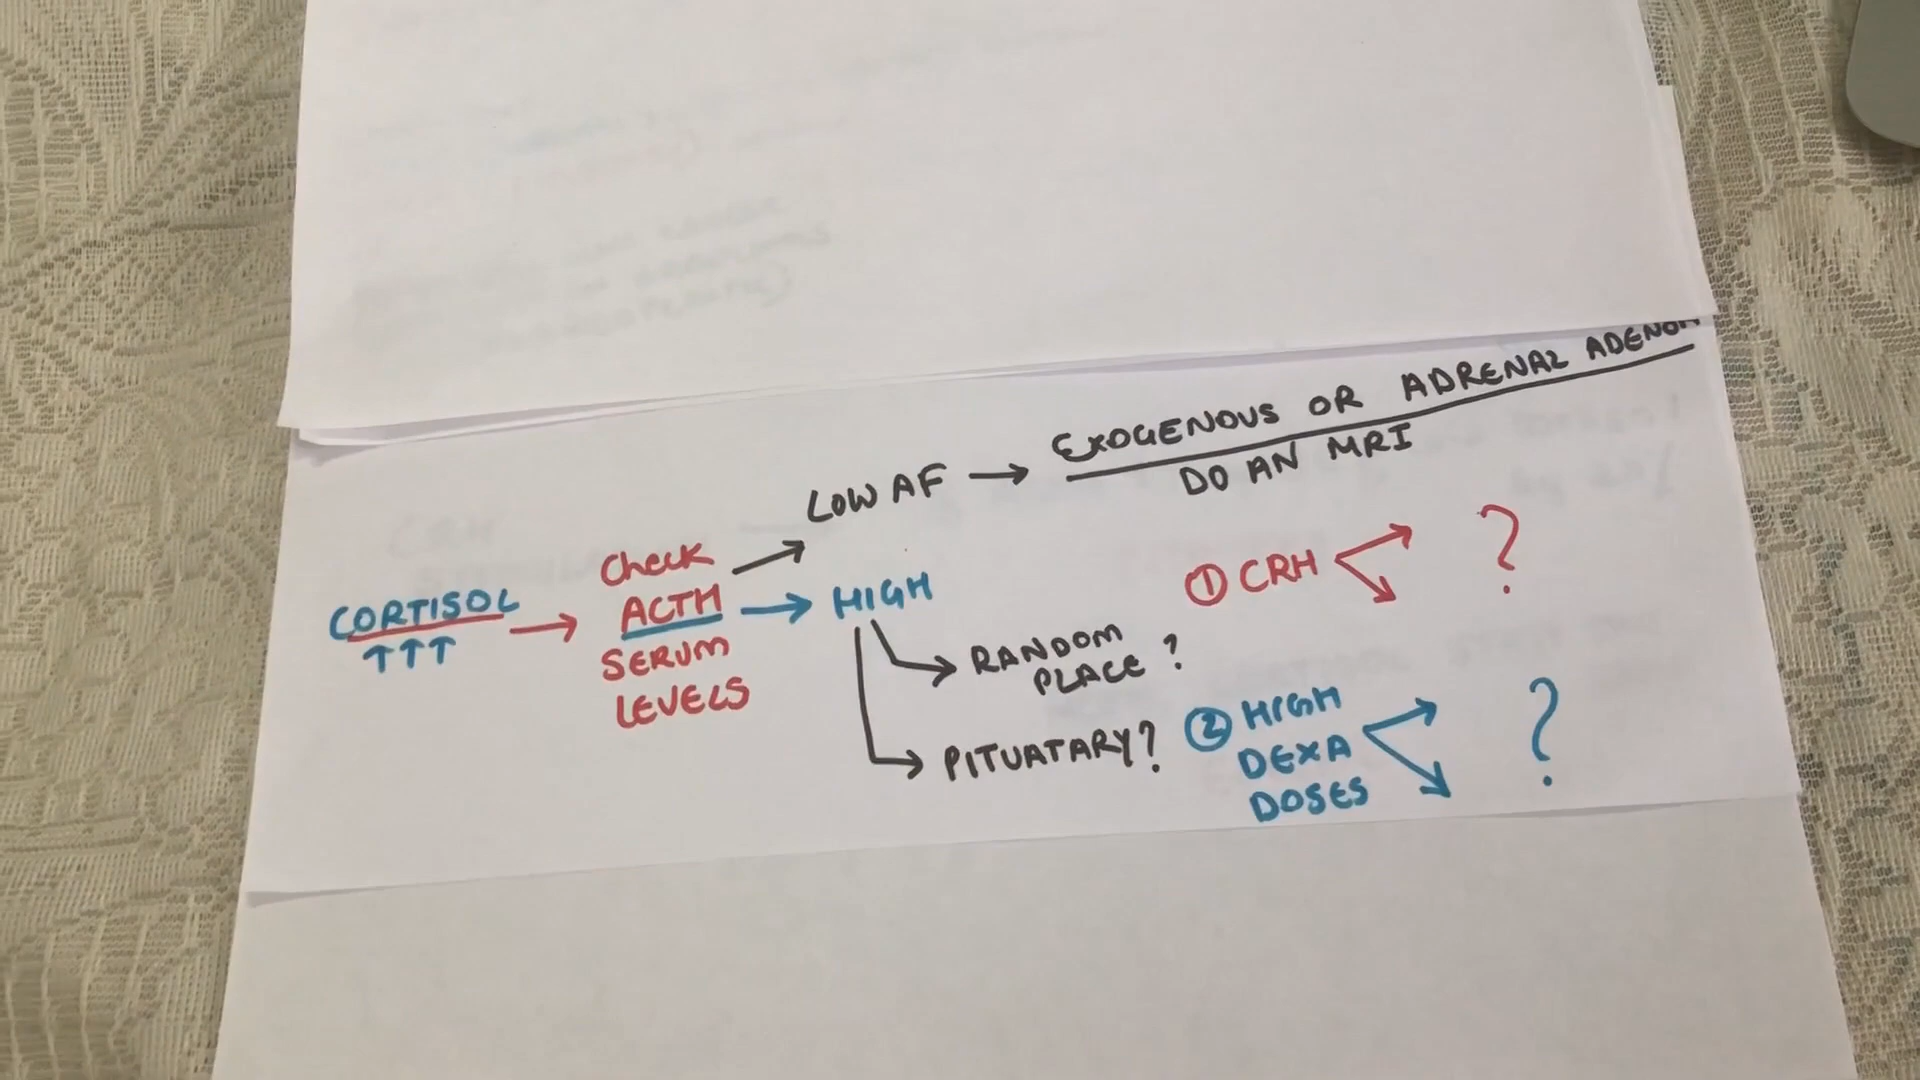 EXOGENOUS OR ADRENAL ADENOM
DO AN MRI
LOW AF
Check
ACTH
SERUM
LEVELS
CORTISOL
↑↑↑
HIGH
RANDOM
PLACE ?
PITUATARY?
① CRH
?
② HIGH
DEXA
DOSES
?